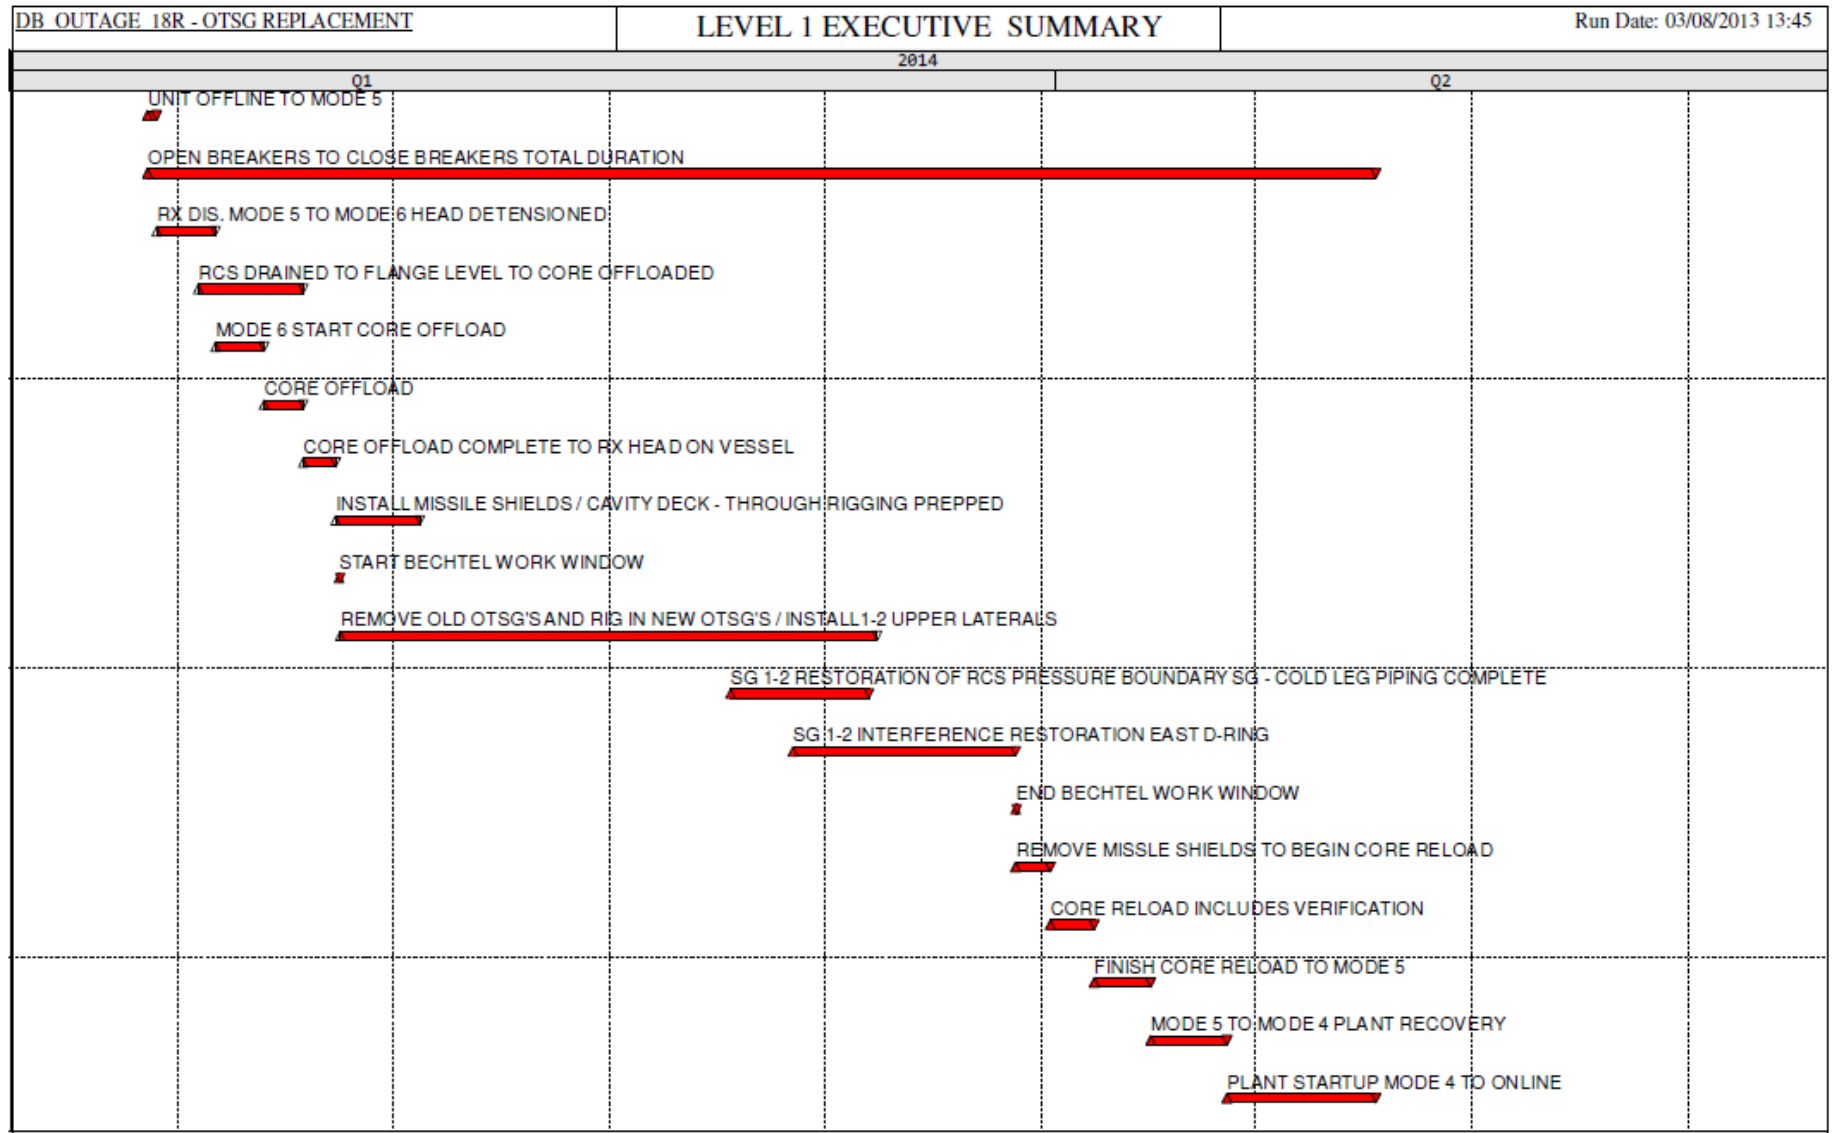 DB OUTAGE 18R - OTSG REPLACEMENT
LEVEL 1 EXECUTIVE SUMMARY
Run Date: 03/08/2013 13:45
2014
Q1
Q2
UNIT OFFLINE TO MODE 5
OPEN BREAKERS TO CLOSE BREAKERS TOTAL DURATION
RX DIS. MODE 5 TO MODE 6 HEAD DETENSIONED
RCS DRAINED TO FLANGE LEVEL TO CORE OFFLOADED
MODE 6 START CORE OFFLOAD
CORE OFFLOAD
CORE OFFLOAD COMPLETE TO RX HEAD ON VESSEL
INSTALL MISSILE SHIELDS / CAVITY DECK - THROUGH RIGGING PREPPED
START BECHTEL WORK WINDOW
REMOVE OLD OTSG'S AND RIG IN NEW OTSG'S / INSTALL 1-2 UPPER LATERALS
SG 1-2 RESTORATION OF RCS PRESSURE BOUNDARY SG - COLD LEG PIPING COMPLETE
SG 1-2 INTERFERENCE RESTORATION EAST D-RING
END BECHTEL WORK WINDOW
REMOVE MISSLE SHIELDS TO BEGIN CORE RELOAD
CORE RELOAD INCLUDES VERIFICATION
FINISH CORE RELOAD TO MODE 5
MODE 5 TO MODE 4 PLANT RECOVERY
PLANT STARTUP MODE 4 TO ONLINE